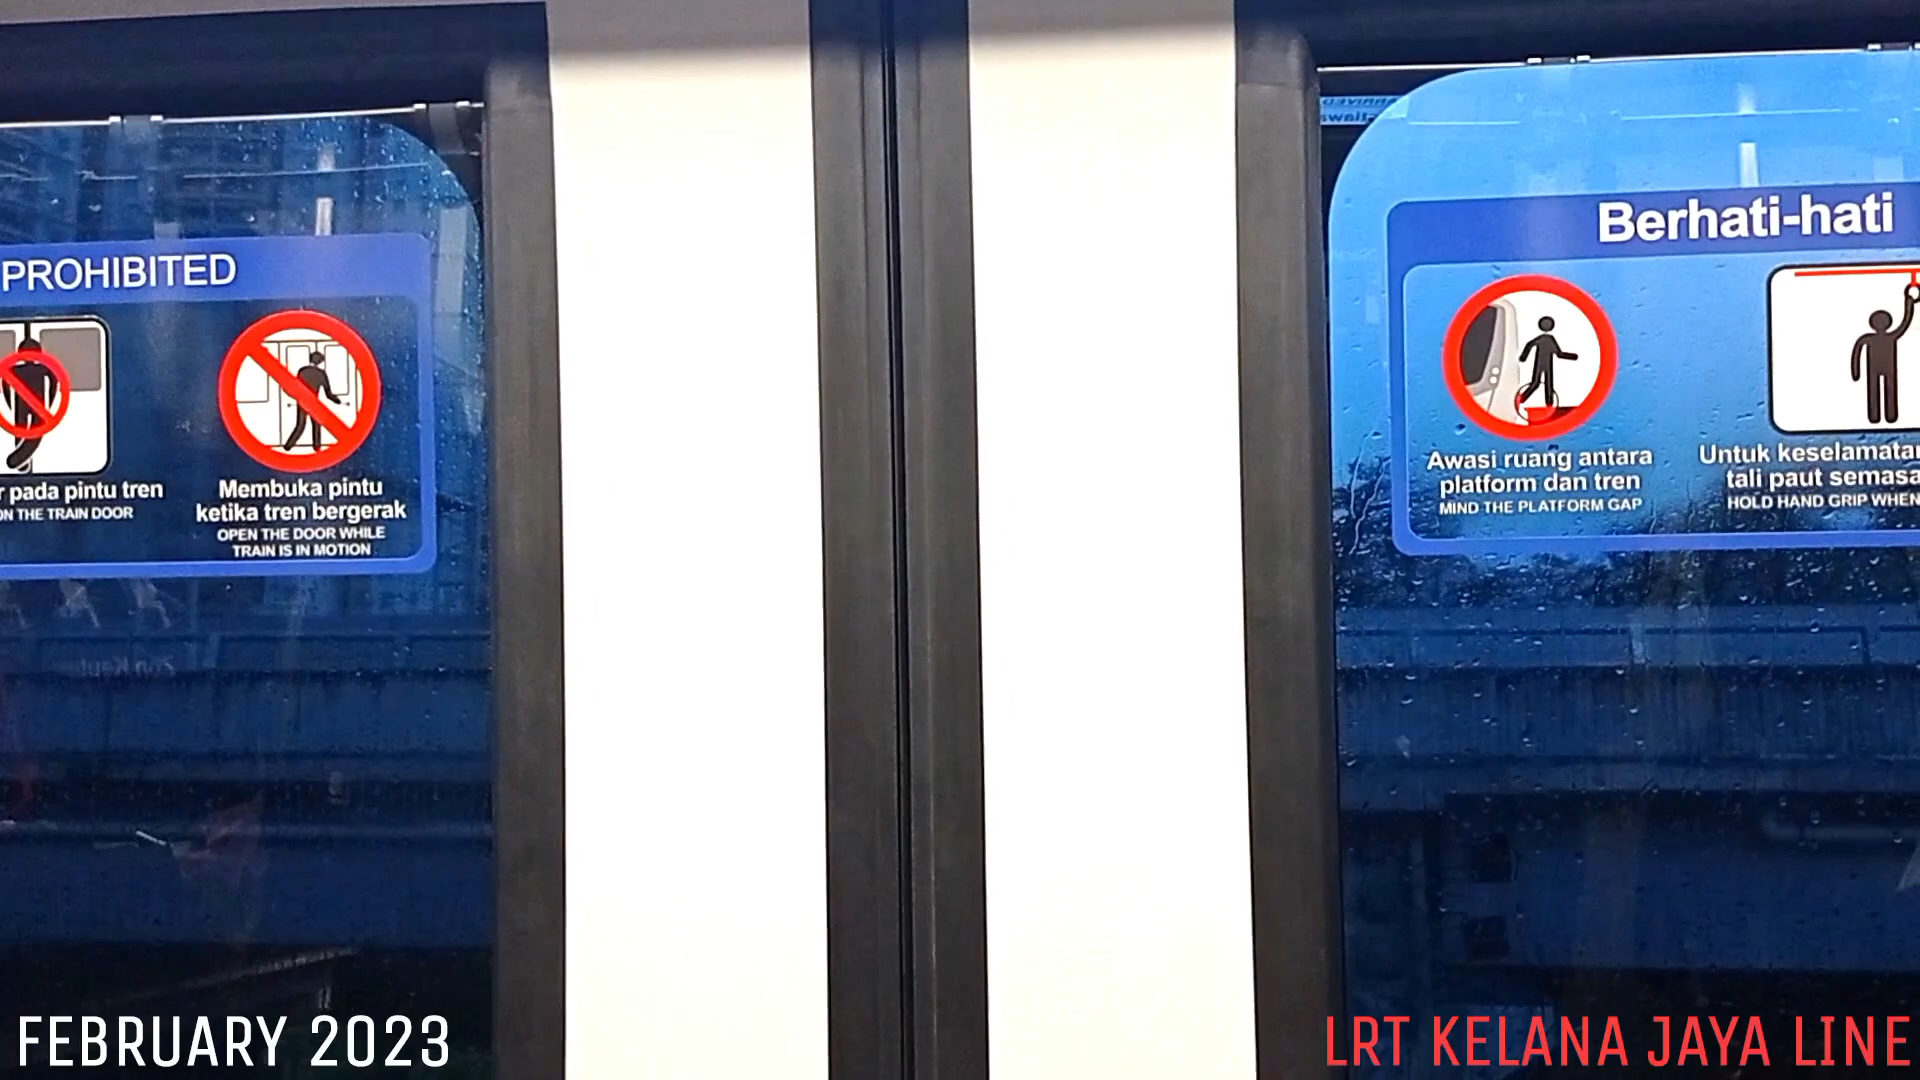 PROHIBITED
r pada pintu tren
ON THE TRAIN DOOR
Membuka pintu
ketika tren bergerak
OPEN THE DOOR WHILE
TRAIN IS IN MOTION
Berhati-hati
Awasi ruang antara
platform dan tren
MIND THE PLATFORM GAP
Untuk keselamata
tali paut semasa
HOLD HAND GRIP WHEN
FEBRUARY 2023
LRT KELANA JAYA LINE